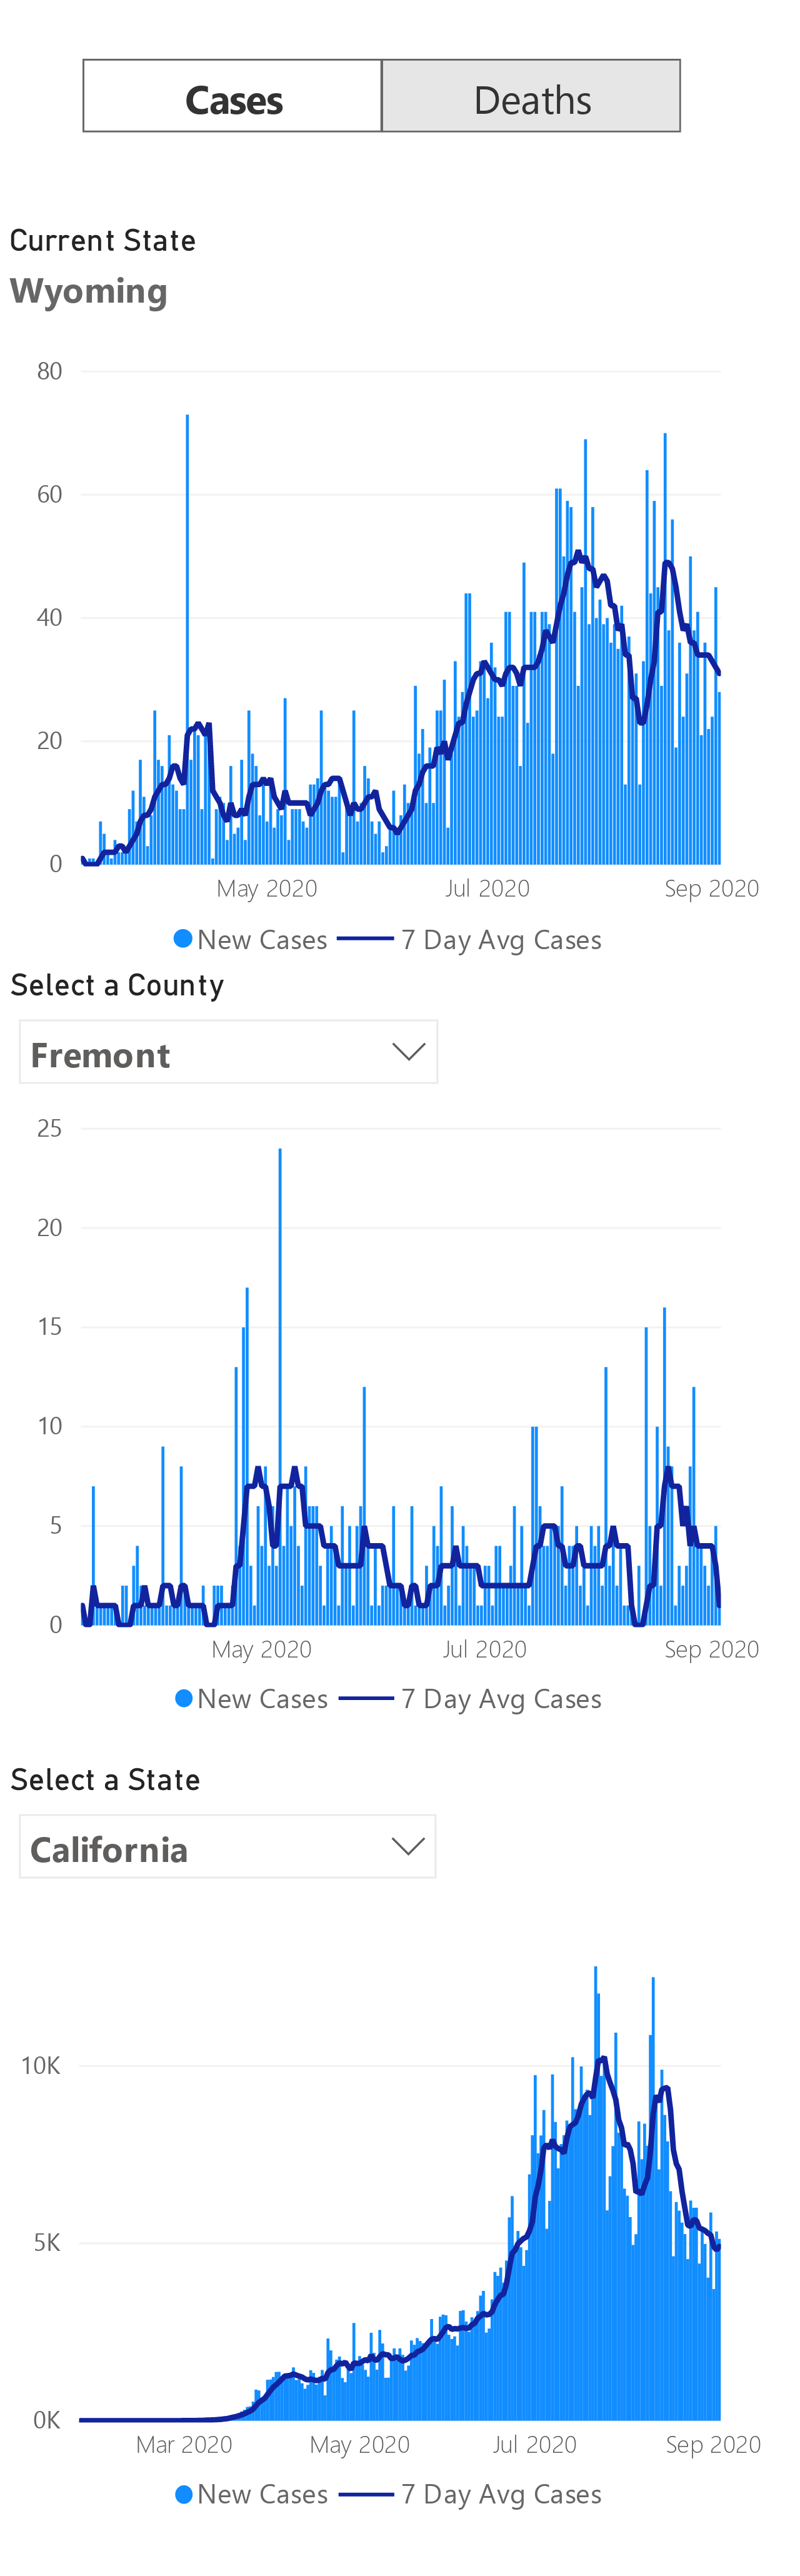 Cases Deaths
Current State
Wyoming
80
60
40
20
0
May 2020 Jul 2020 Sep 2020
New Cases 7 Day Avg Cases
Select a County
Fremont
25
20
15
10
5
0
May 2020 Jul 2020 Sep 2020
New Cases 7 Day Avg Cases
Select a State
California
10K
5K
0K
Mar 2020 May 2020 Jul 2020 Sep 2020
New Cases 7 Day Avg Cases